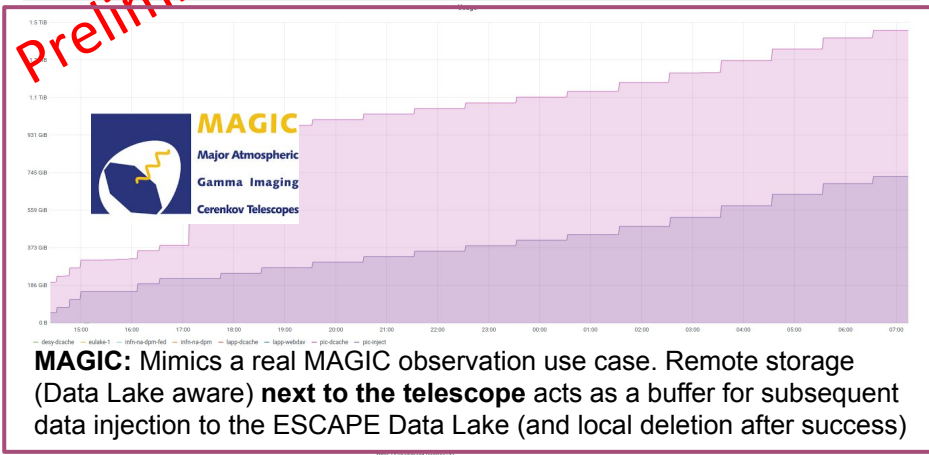 Usage
Prelim
1.5 TiB
1.1 TiB
931 GiB
745 GiB
559 GiB
373 GiB
186 GiB
0 B
MAGIC
Major Atmospheric
Gamma Imaging
Cerenkov Telescopes
15:00 16:00 17:00 18:00 19:00 20:00 21:00 22:00 23:00 00:00 01:00 02:00 03:00 04:00 05:00 06:00 07:00
desy-dcache eulake-1 infn-na-dpm-fed infn-na-dpm lapp-dcache lapp-webdav pic-dcache pic-inject
MAGIC: Mimics a real MAGIC observation use case. Remote storage
(Data Lake aware) next to the telescope acts as a buffer for subsequent
data injection to the ESCAPE Data Lake (and local deletion after success)